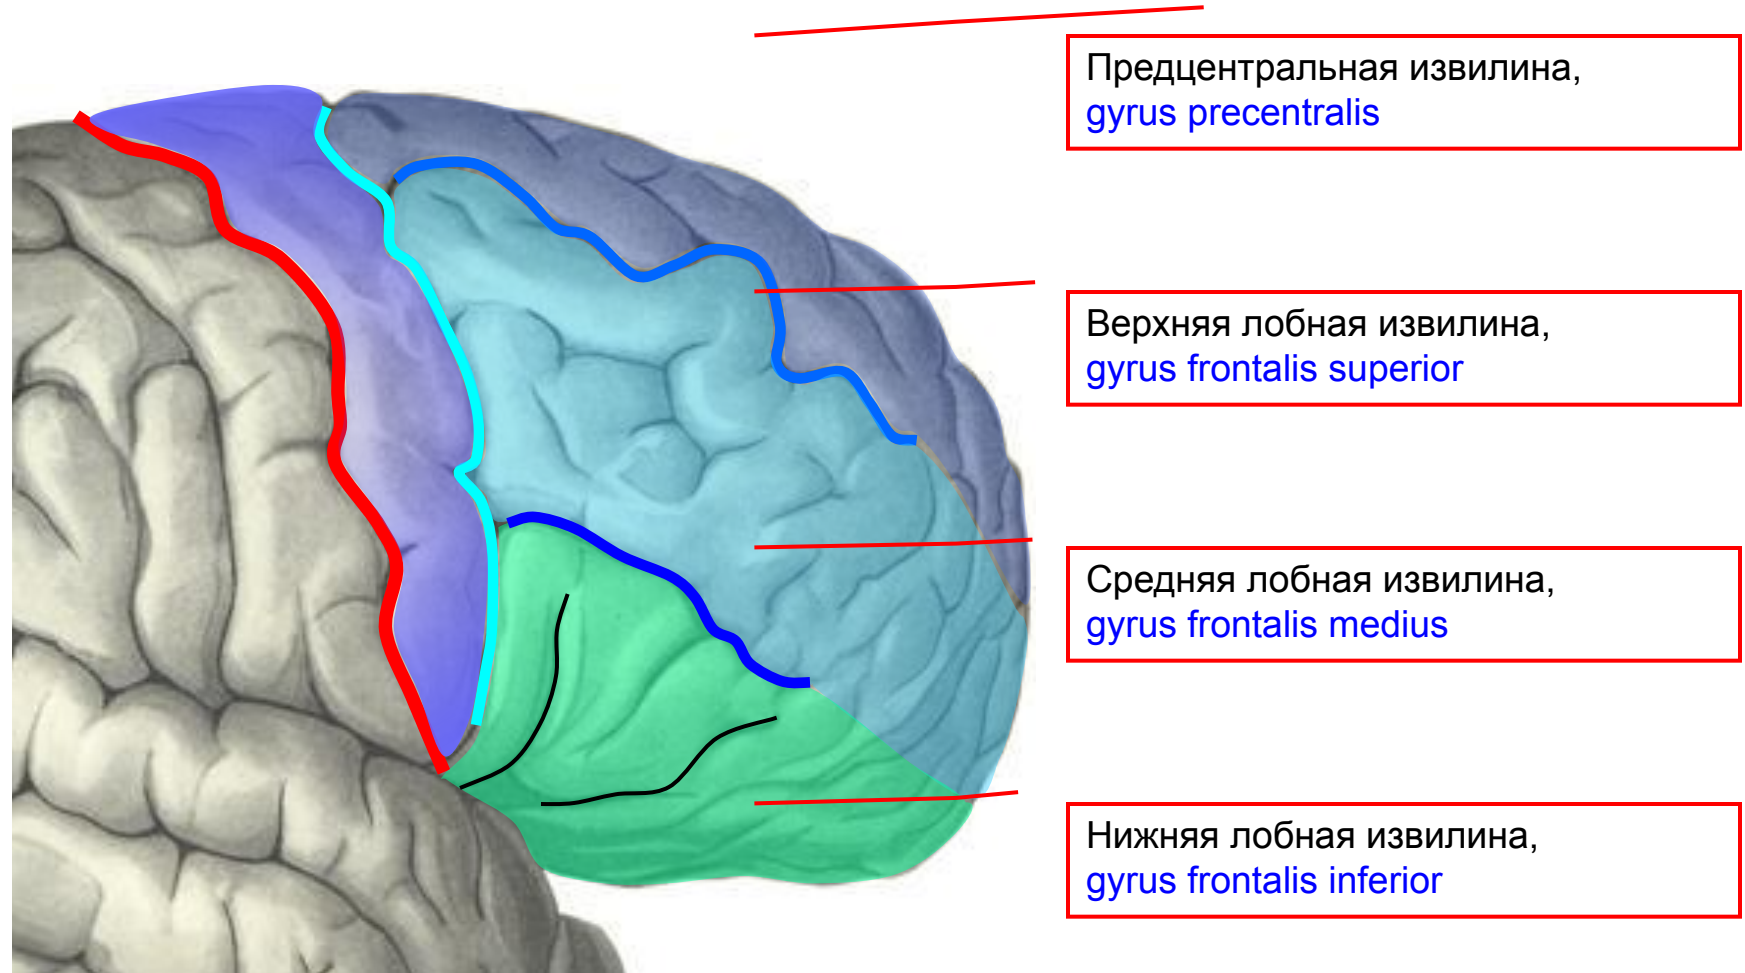 Предцентральная извилина,
gyrus precentralis
Верхняя лобная извилина,
gyrus frontalis superior
Средняя лобная извилина,
gyrus frontalis medius
Нижняя лобная извилина,
gyrus frontalis inferior